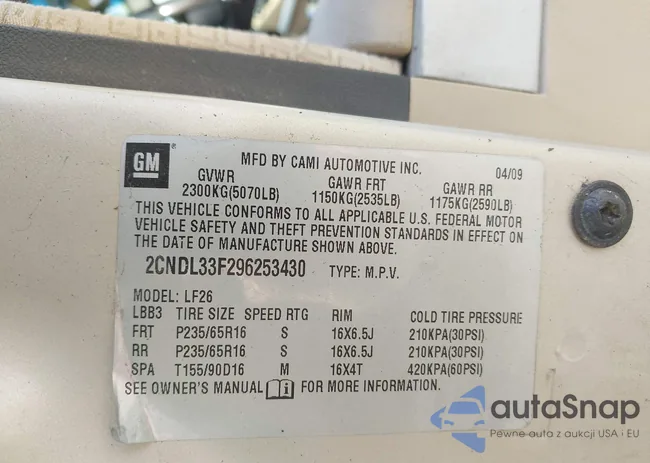 GM
MFD BY CAMI AUTOMOTIVE INC.
04/09
GVWR GAWR FRT GAWR RR
2300KG(5070LB) 1150KG(2535LB) 1175KG(2590LB)
THIS VEHICLE CONFORMS TO ALL APPLICABLE U.S. FEDERAL MOTOR
VEHICLE SAFETY AND THEFT PREVENTION STANDARDS IN EFFECT ON
THE DATE OF MANUFACTURE SHOWN ABOVE.
2CNDL33F296253430 TYPE: M.P.V.
MODEL: LF26
LBB3 TIRE SIZE SPEED RTG RIM COLD TIRE PRESSURE
FRT P235/65R16 S 16X6.5J 210KPA(30PSI)
RR P235/65R16 S 16X6.5J 210KPA(30PSI)
SPA T155/90D16 M 16X4T 420KPA(60PSI)
SEE OWNER'S MANUAL i FOR MORE INFORMATION.
autaSnap
Pewne auta z aukcji USA i EU